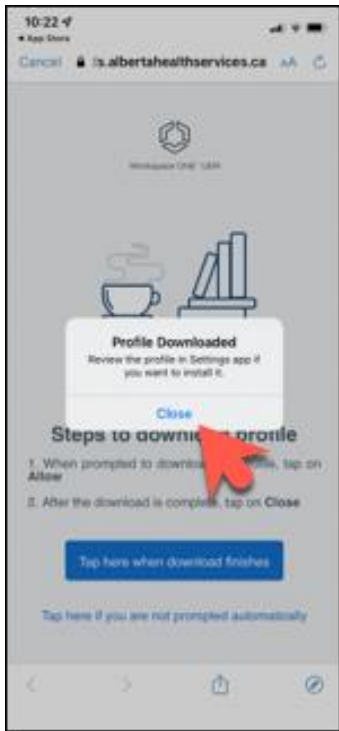 10:22
◂ App Store
Cancel ls.albertahealthservices.ca AA
Workspace ONE UEM
Profile Downloaded
Review the profile in Settings app if
you want to install it.
Close
Steps to download profile
1. When prompted to download profile, tap on
Allow
2. After the download is complete, tap on Close
Tap here when download finishes
Tap here if you are not prompted automatically